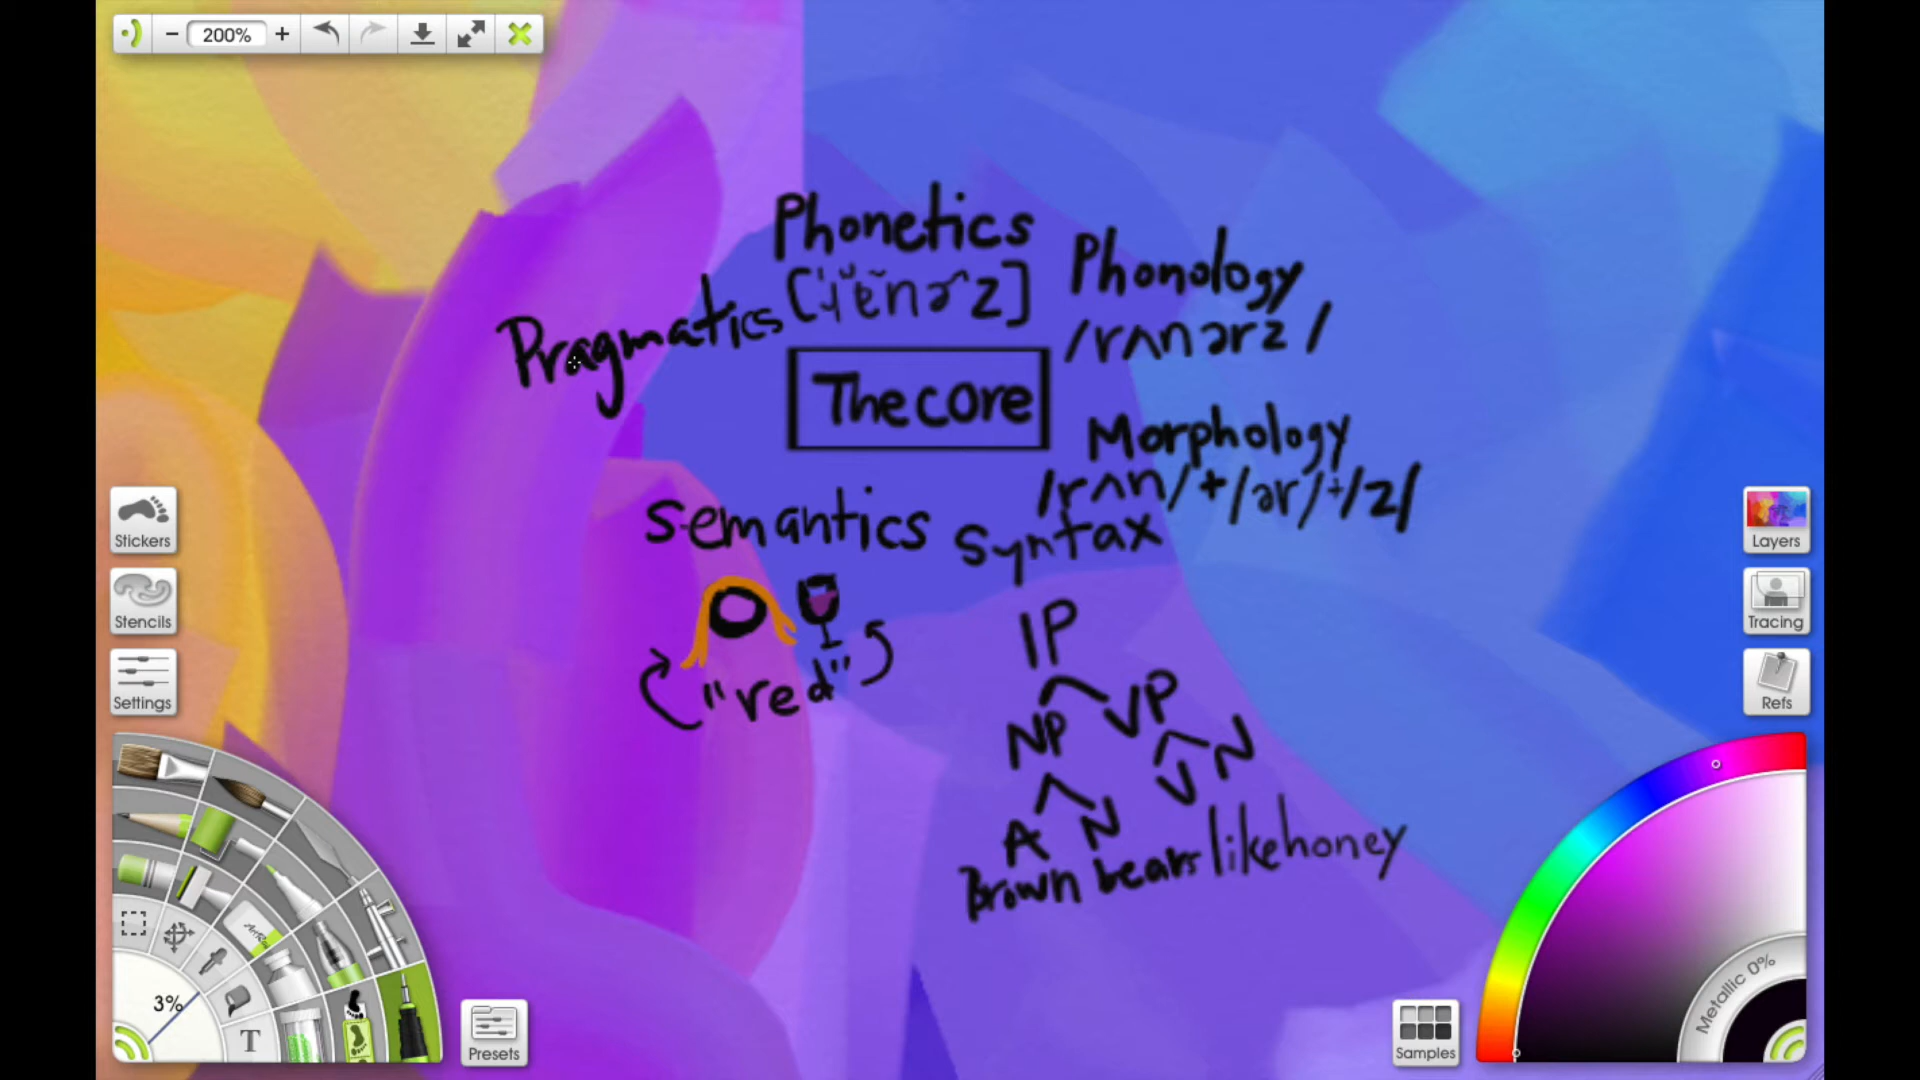 200%
Phonetics
Phonology
/rʌnərz/
Pragmatics
The core
Morphology
/rʌn/+/ər/+/z/
Semantics
Syntax
"red"
IP
NP VP
V N
A N
Brown bears like honey
Stickers
Stencils
Settings
Layers
Tracing
Refs
3%
T
Presets
Samples
Metallic 0%